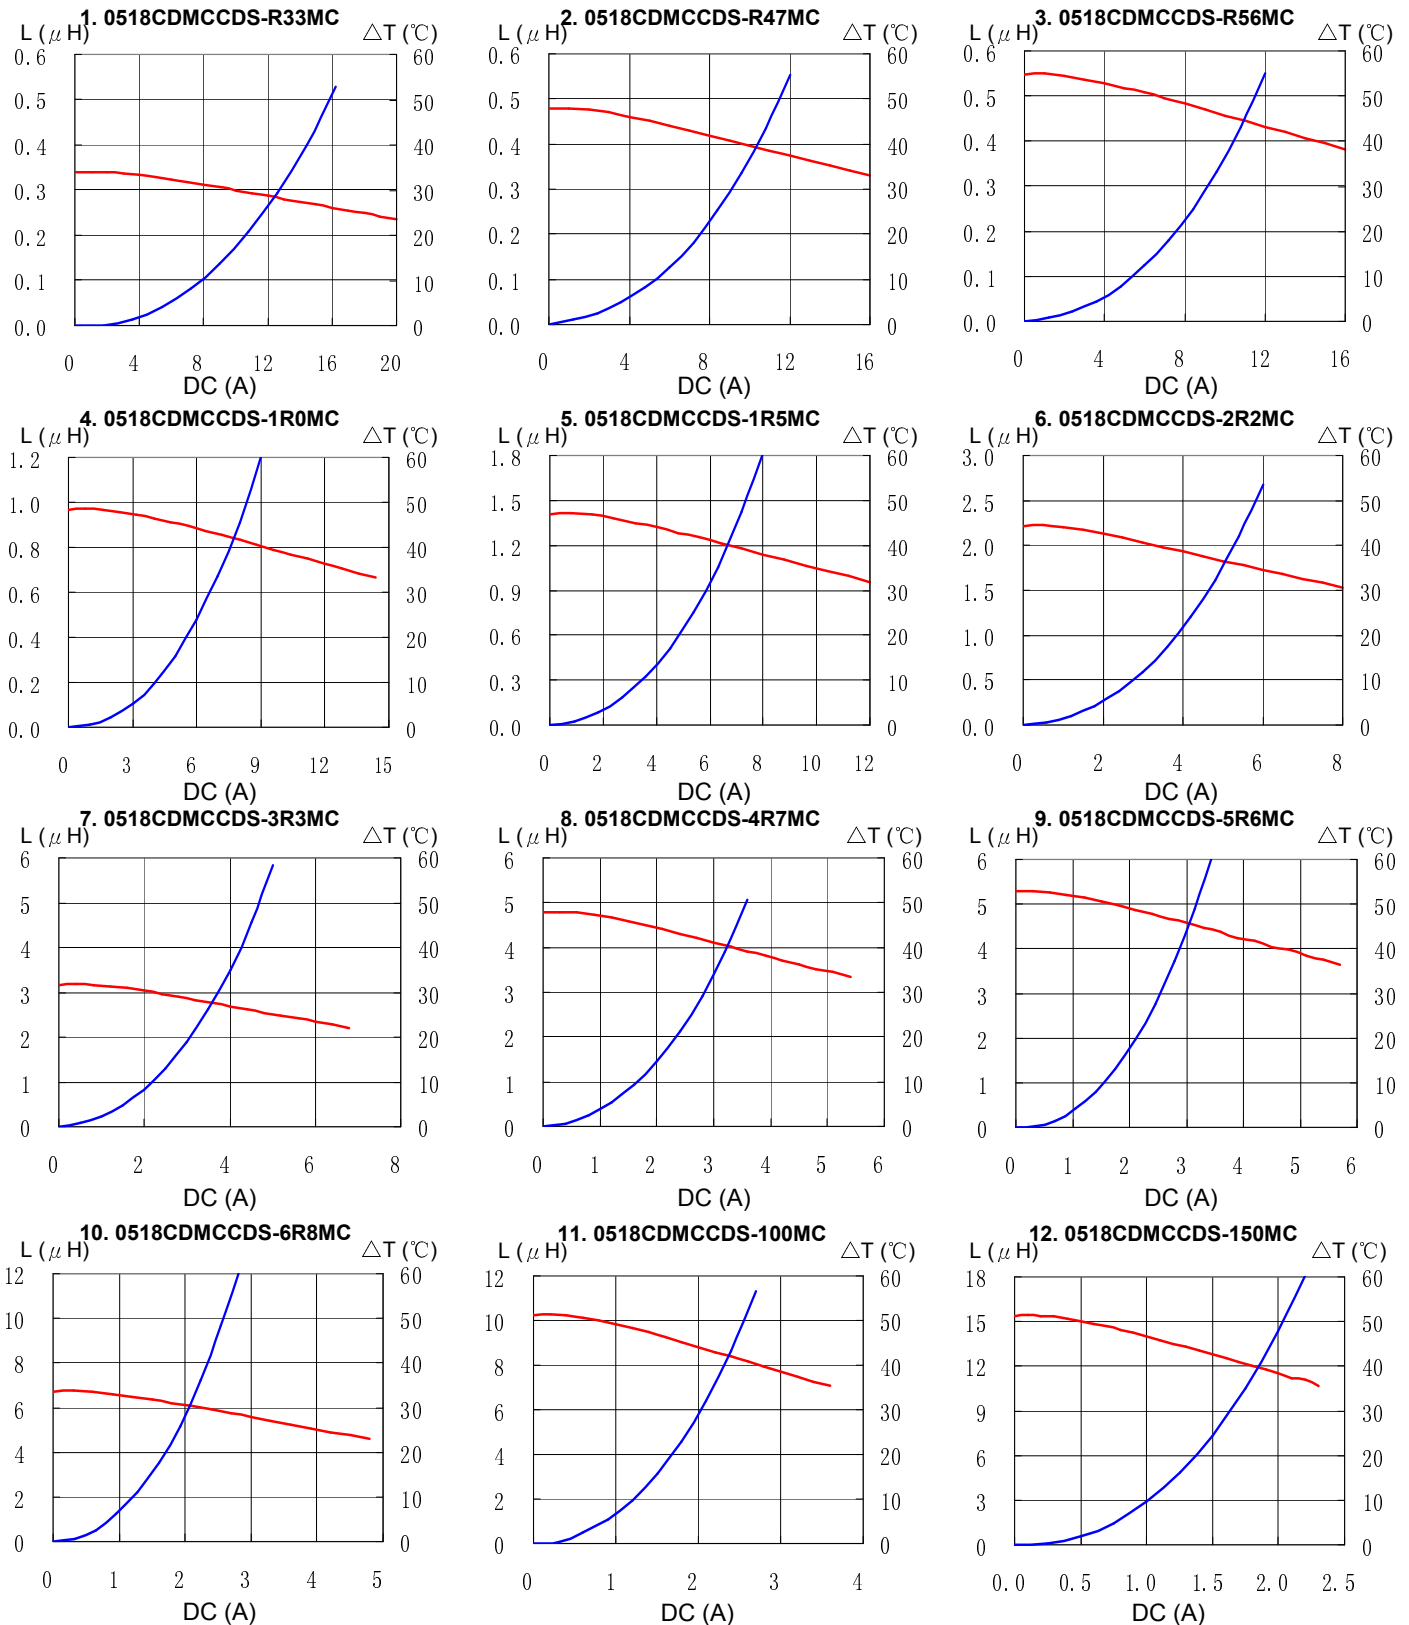 1. 0518CDMCCDS-R33MC
L (μH) △T (℃)
0.6 60
0.5 50
0.4 40
0.3 30
0.2 20
0.1 10
0.0 0
0 4 8 12 16 20
DC (A)
2. 0518CDMCCDS-R47MC
L (μH) △T (℃)
0.6 60
0.5 50
0.4 40
0.3 30
0.2 20
0.1 10
0.0 0
0 4 8 12 16
DC (A)
3. 0518CDMCCDS-R56MC
L (μH) △T (℃)
0.6 60
0.5 50
0.4 40
0.3 30
0.2 20
0.1 10
0.0 0
0 4 8 12 16
DC (A)
4. 0518CDMCCDS-1R0MC
L (μH) △T (℃)
1.2 60
1.0 50
0.8 40
0.6 30
0.4 20
0.2 10
0.0 0
0 3 6 9 12 15
DC (A)
5. 0518CDMCCDS-1R5MC
L (μH) △T (℃)
1.8 60
1.5 50
1.2 40
0.9 30
0.6 20
0.3 10
0.0 0
0 2 4 6 8 10 12
DC (A)
6. 0518CDMCCDS-2R2MC
L (μH) △T (℃)
3.0 60
2.5 50
2.0 40
1.5 30
1.0 20
0.5 10
0.0 0
0 2 4 6 8
DC (A)
7. 0518CDMCCDS-3R3MC
L (μH) △T (℃)
6 60
5 50
4 40
3 30
2 20
1 10
0 0
0 2 4 6 8
DC (A)
8. 0518CDMCCDS-4R7MC
L (μH) △T (℃)
6 60
5 50
4 40
3 30
2 20
1 10
0 0
0 1 2 3 4 5 6
DC (A)
9. 0518CDMCCDS-5R6MC
L (μH) △T (℃)
6 60
5 50
4 40
3 30
2 20
1 10
0 0
0 1 2 3 4 5 6
DC (A)
10. 0518CDMCCDS-6R8MC
L (μH) △T (℃)
12 60
10 50
8 40
6 30
4 20
2 10
0 0
0 1 2 3 4 5
DC (A)
11. 0518CDMCCDS-100MC
L (μH) △T (℃)
12 60
10 50
8 40
6 30
4 20
2 10
0 0
0 1 2 3 4
DC (A)
12. 0518CDMCCDS-150MC
L (μH) △T (℃)
18 60
15 50
12 40
9 30
6 20
3 10
0 0
0.0 0.5 1.0 1.5 2.0 2.5
DC (A)